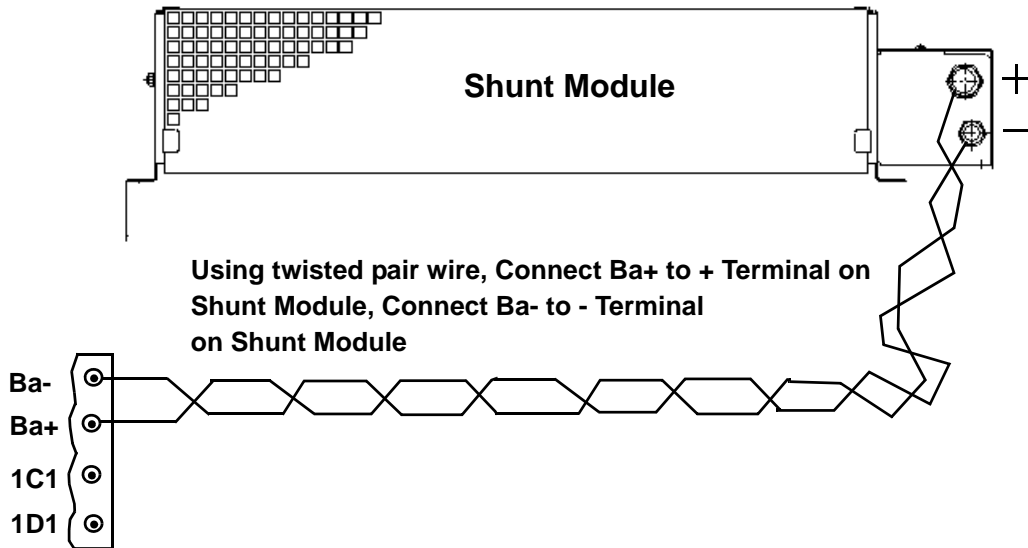 Shunt Module
+
−
Using twisted pair wire, Connect Ba+ to + Terminal on
Shunt Module, Connect Ba- to - Terminal
on Shunt Module
Ba-
Ba+
1C1
1D1